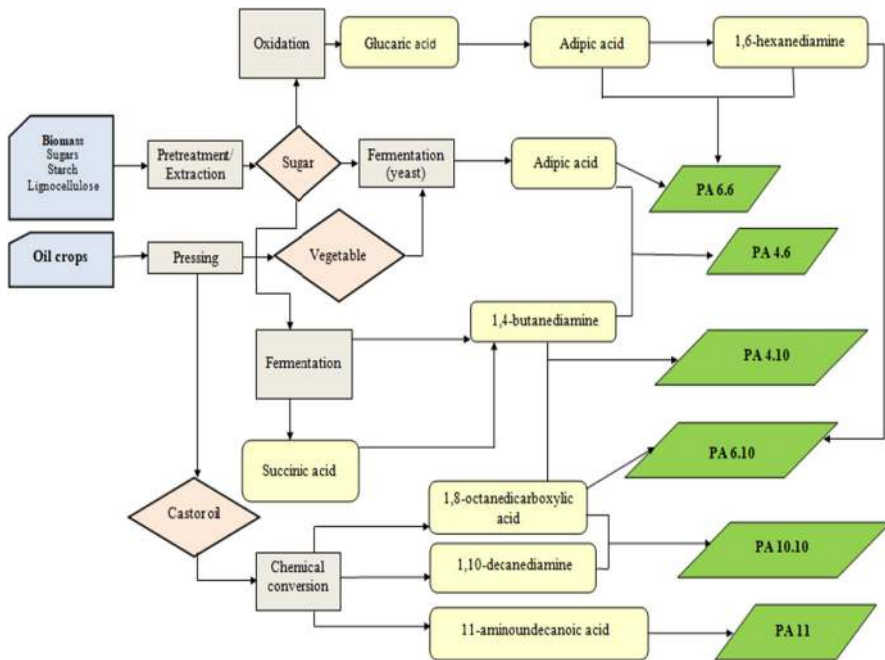 Oxidation
Glucaric acid
Adipic acid
1,6-hexanediamine
Biomass
Sugars
Starch
Lignocellulose
Pretreatment/
Extraction
Sugar
Fermentation
(yeast)
Adipic acid
PA 6.6
Oil crops
Pressing
Vegetable
PA 4.6
1,4-butanediamine
Fermentation
PA 4.10
Succinic acid
PA 6.10
Castor oil
1,8-octanedicarboxylic
acid
PA 10.10
Chemical
conversion
1,10-decanediamine
11-aminoundecanoic acid
PA 11